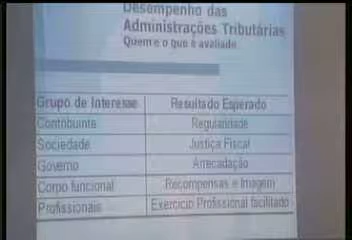 Desempenho das
Administrações Tributárias
Quem e o que é avaliado
Grupo de Interesse Resultado Esperado
Contribuinte Regularidade
Sociedade Justiça Fiscal
Governo Arrecadação
Corpo funcional Recompensas e Imagem
Profissionais Exercício Profissional facilitado